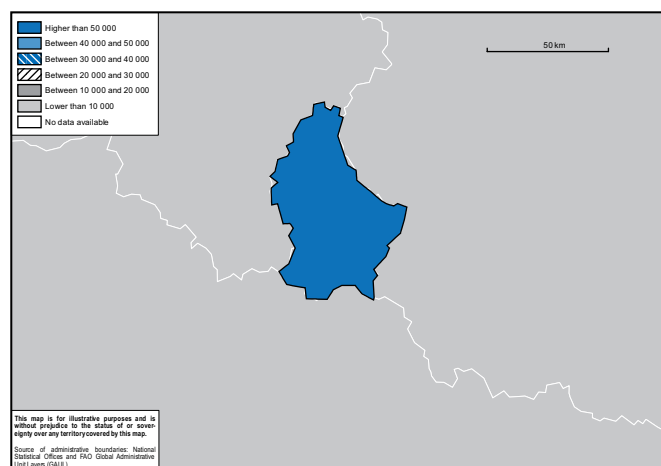 Higher than 50 000
Between 40 000 and 50 000
Between 30 000 and 40 000
Between 20 000 and 30 000
Between 10 000 and 20 000
Lower than 10 000
No data available
50 km
This map is for illustrative purposes and is
without prejudice to the status of or sover-
eignty over any territory covered by this map.
Source of administrative boundaries: National
Statistical Offices and FAO Global Administrative
Unit Layers (GAUL).